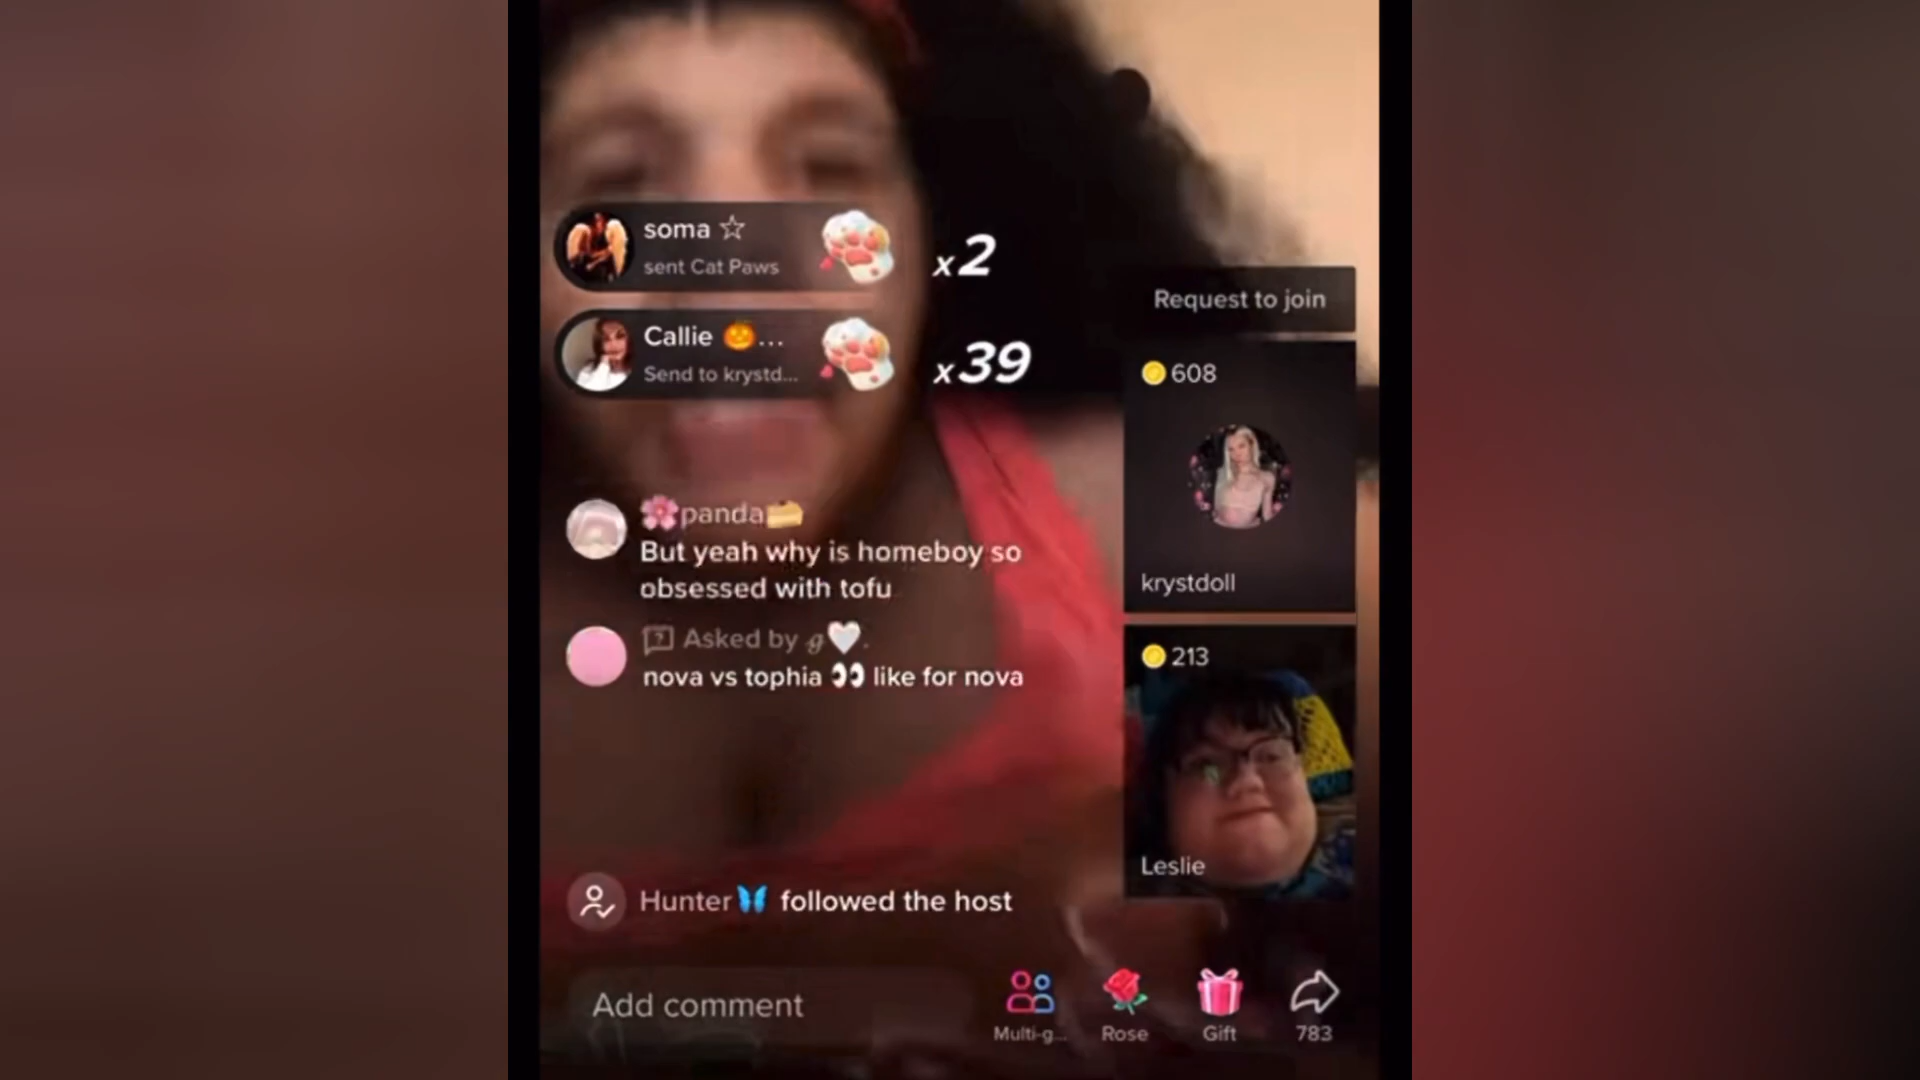 soma ☆
sent Cat Paws
x2
Callie 🎃...
Send to krystd...
x39
Request to join
608
krystdoll
🌸panda🍰
But yeah why is homeboy so
obsessed with tofu
Asked by ℊ🤍.
nova vs tophia 👀 like for nova
213
Leslie
Hunter🦋 followed the host
Add comment
Multi-g...
Rose
Gift
783